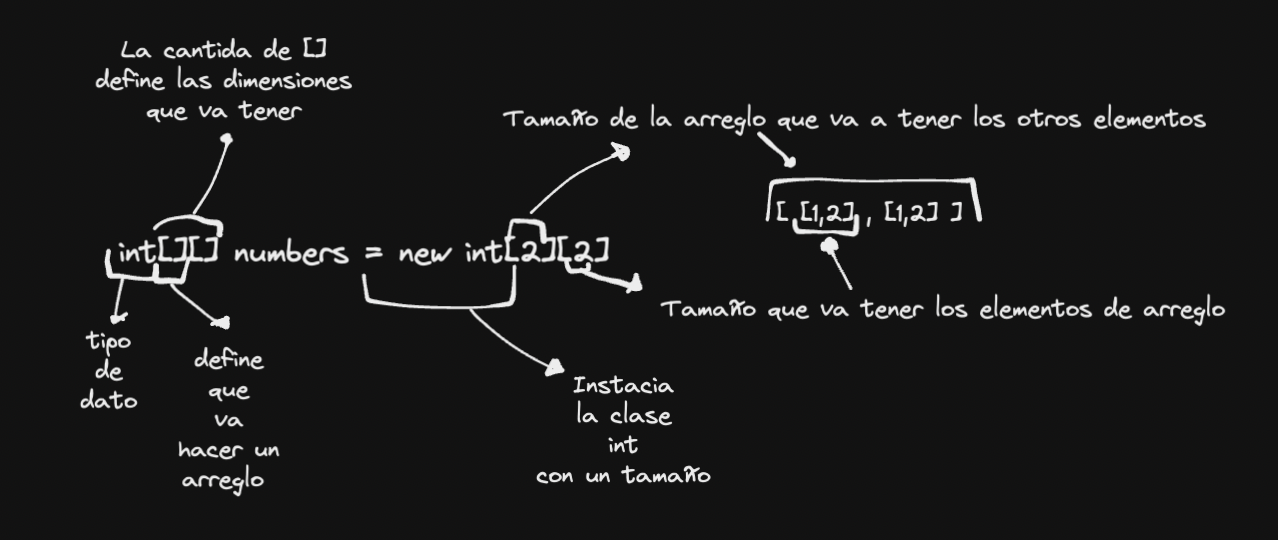 La cantida de []
define las dimensiones
que va tener
Tamaño de la arreglo que va a tener los otros elementos
[ [1,2] , [1,2] ]
int[][] numbers = new int[2][2]
Tamaño que va tener los elementos de arreglo
tipo
de
dato
define
que
va
hacer un
arreglo
Instacia
la clase
int
con un tamaño